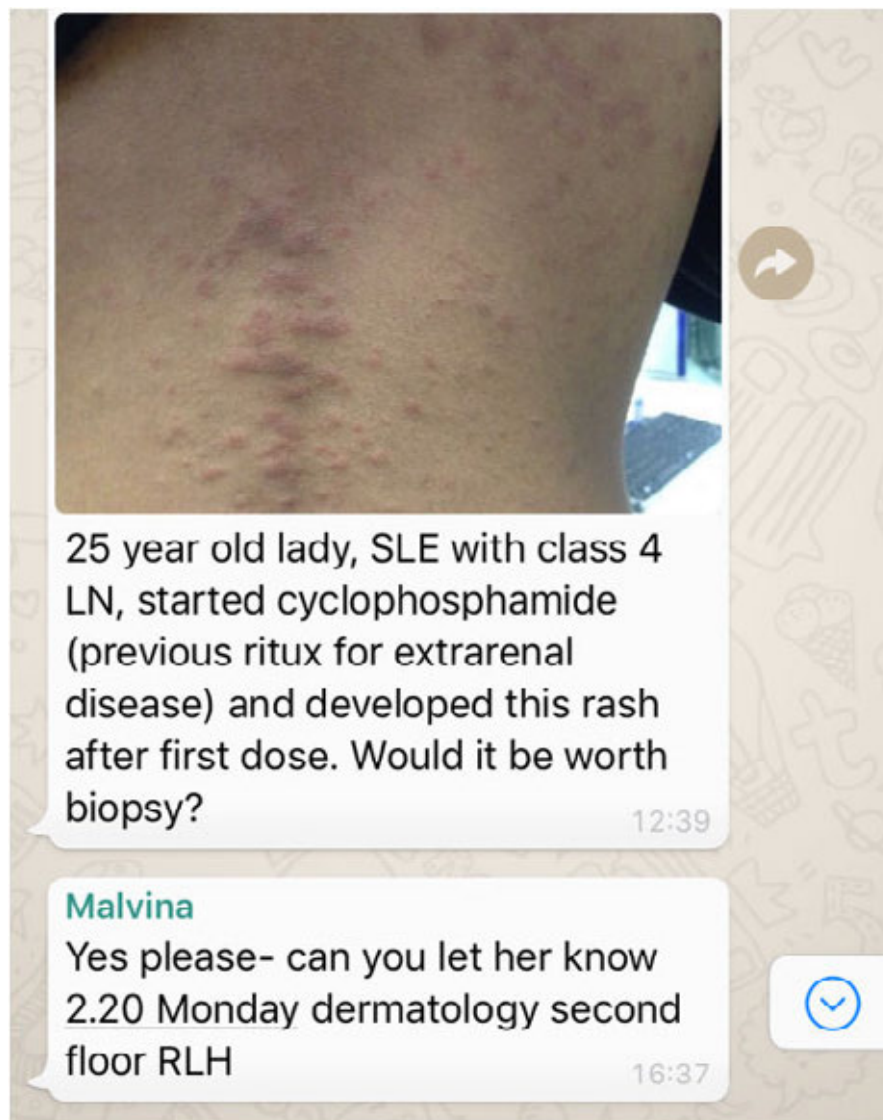 25 year old lady, SLE with class 4
LN, started cyclophosphamide
(previous ritux for extrarenal
disease) and developed this rash
after first dose. Would it be worth
biopsy?
12:39
Malvina
Yes please- can you let her know
2.20 Monday dermatology second
floor RLH
16:37